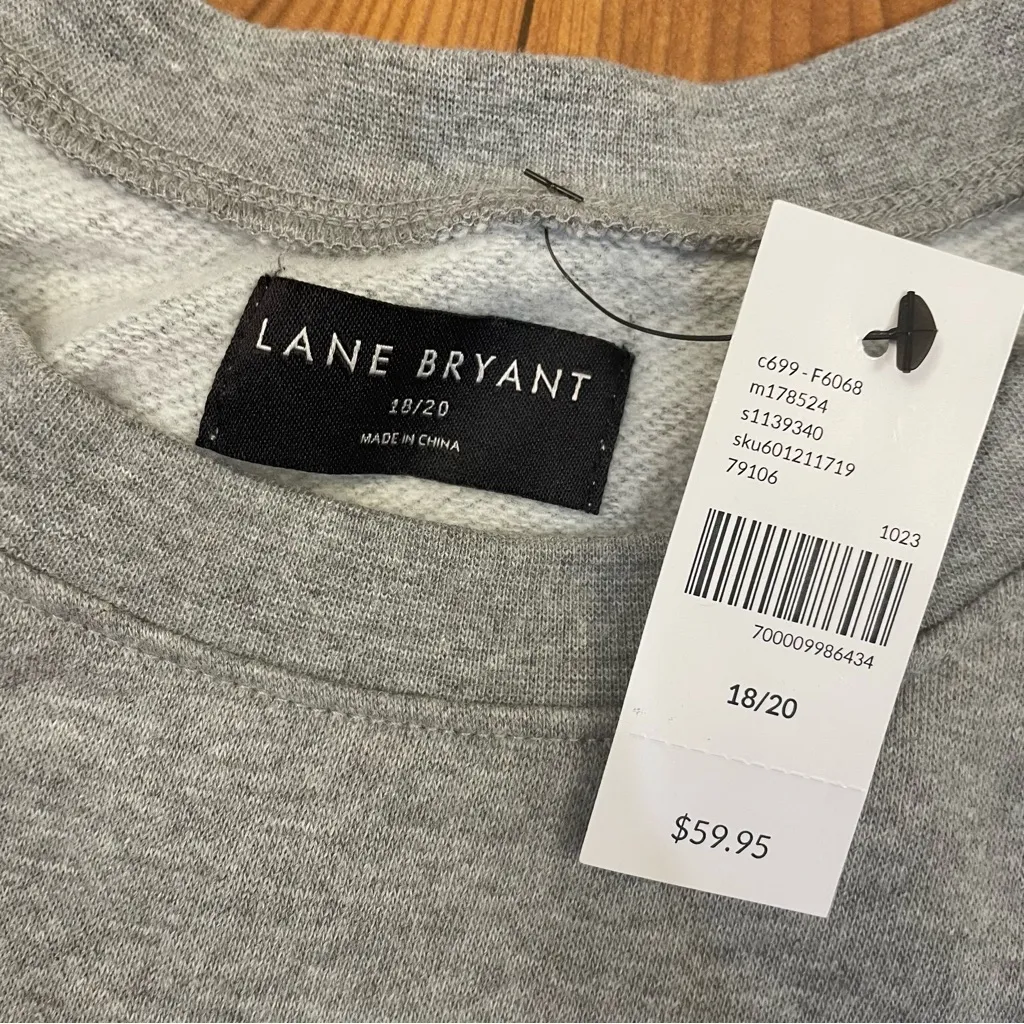 LANE BRYANT
18/20
MADE IN CHINA
c699-F6068
m178524
s1139340
sku601211719
79106
1023
700009986434
18/20
$59.95